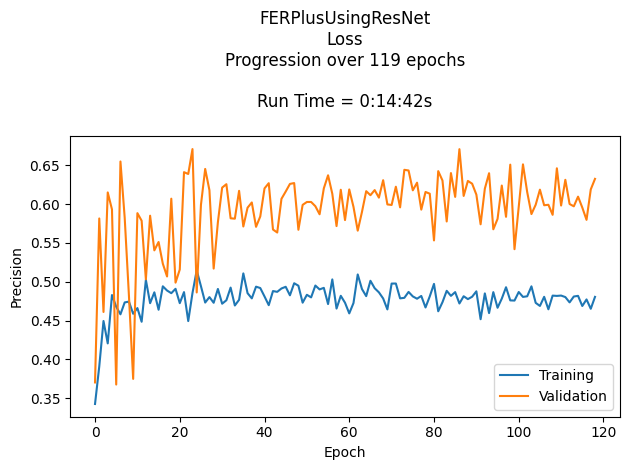 FERPlusUsingResNet
Loss
Progression over 119 epochs
Run Time = 0:14:42s
0.65
0.60
0.55
0.50
0.45
0.40
0.35
Precision
0 20 40 60 80 100 120
Epoch
Training
Validation